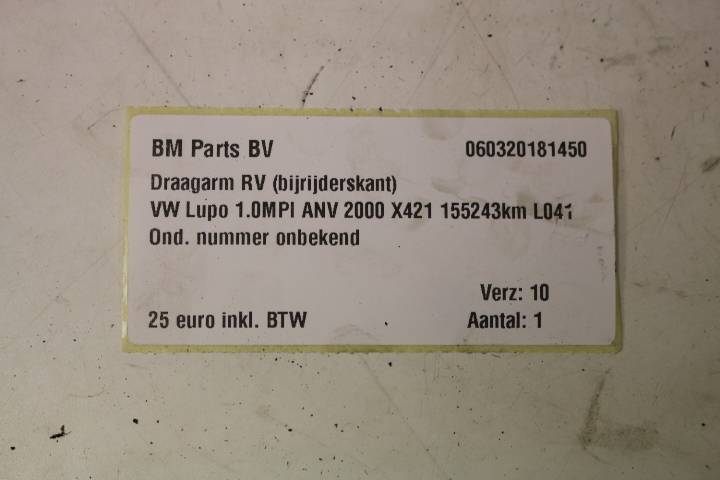 BM Parts BV 060320181450
Draagarm RV (bijrijderskant)
VW Lupo 1.0MPI ANV 2000 X421 155243km L041
Ond. nummer onbekend
Verz: 10
25 euro inkl. BTW Aantal: 1